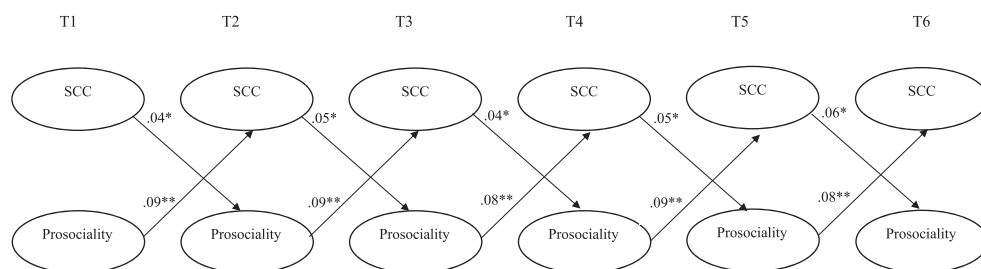 T1 T2 T3 T4 T5 T6
SCC SCC SCC SCC SCC SCC
.04* .05* .04* .05* .06*
.09** .09** .08** .09** .08**
Prosociality Prosociality Prosociality Prosociality Prosociality Prosociality